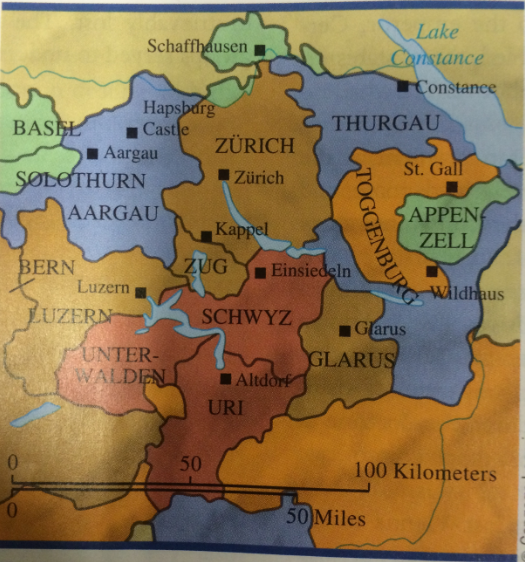 Schaffhausen
Lake
Constance
Constance
Hapsburg
Castle
BASEL
Aargau
ZÜRICH
THURGAU
St. Gall
SOLOTHURN
Zürich
TOGGENBURG
AARGAU
APPEN-
ZELL
Kappel
BERN
ZUG
Einsiedeln
Wildhaus
Luzern
LUZERN
SCHWYZ
Glarus
UNTER-
WALDEN
GLARUS
Altdorf
URI
0 50 100 Kilometers
0 50 Miles